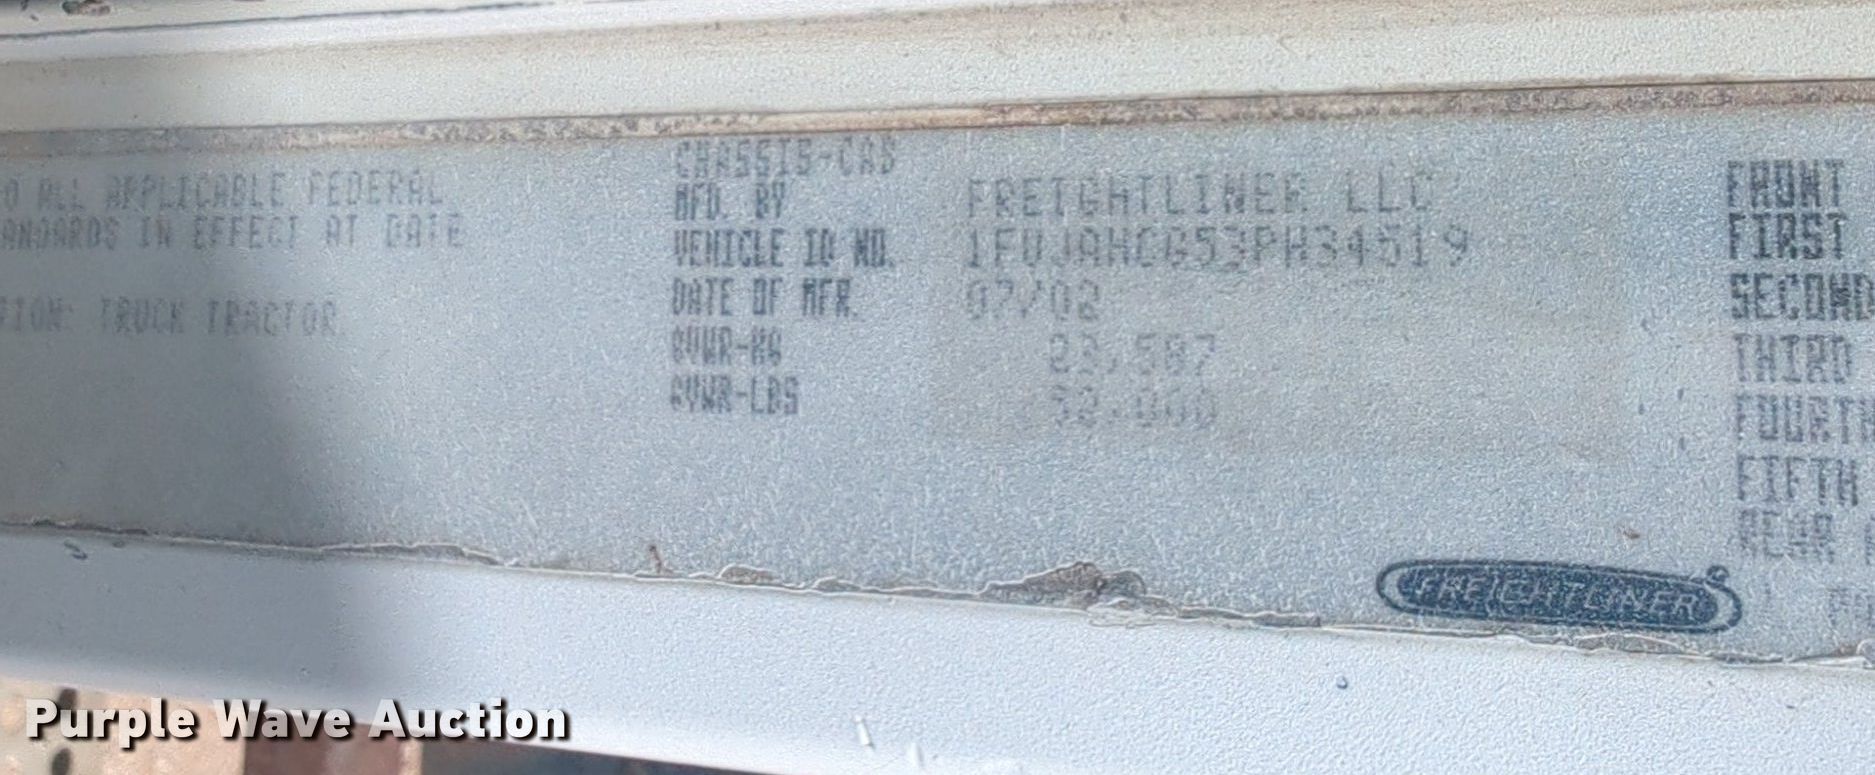 O ALL APPLICABLE FEDERAL
ANDARDS IN EFFECT AT DATE
TION: TRUCK TRACTOR
CHASSIS-CAB
MFD. BY FREIGHTLINER LLC
VEHICLE ID NO. 1FUJAHCG53PH34519
DATE OF MFR. 07/02
GVWR-KG 23,587
GVWR-LBS 52,000
FRONT
FIRST
SECOND
THIRD
FOURTH
FIFTH
REAR
FREIGHTLINER
Purple Wave Auction